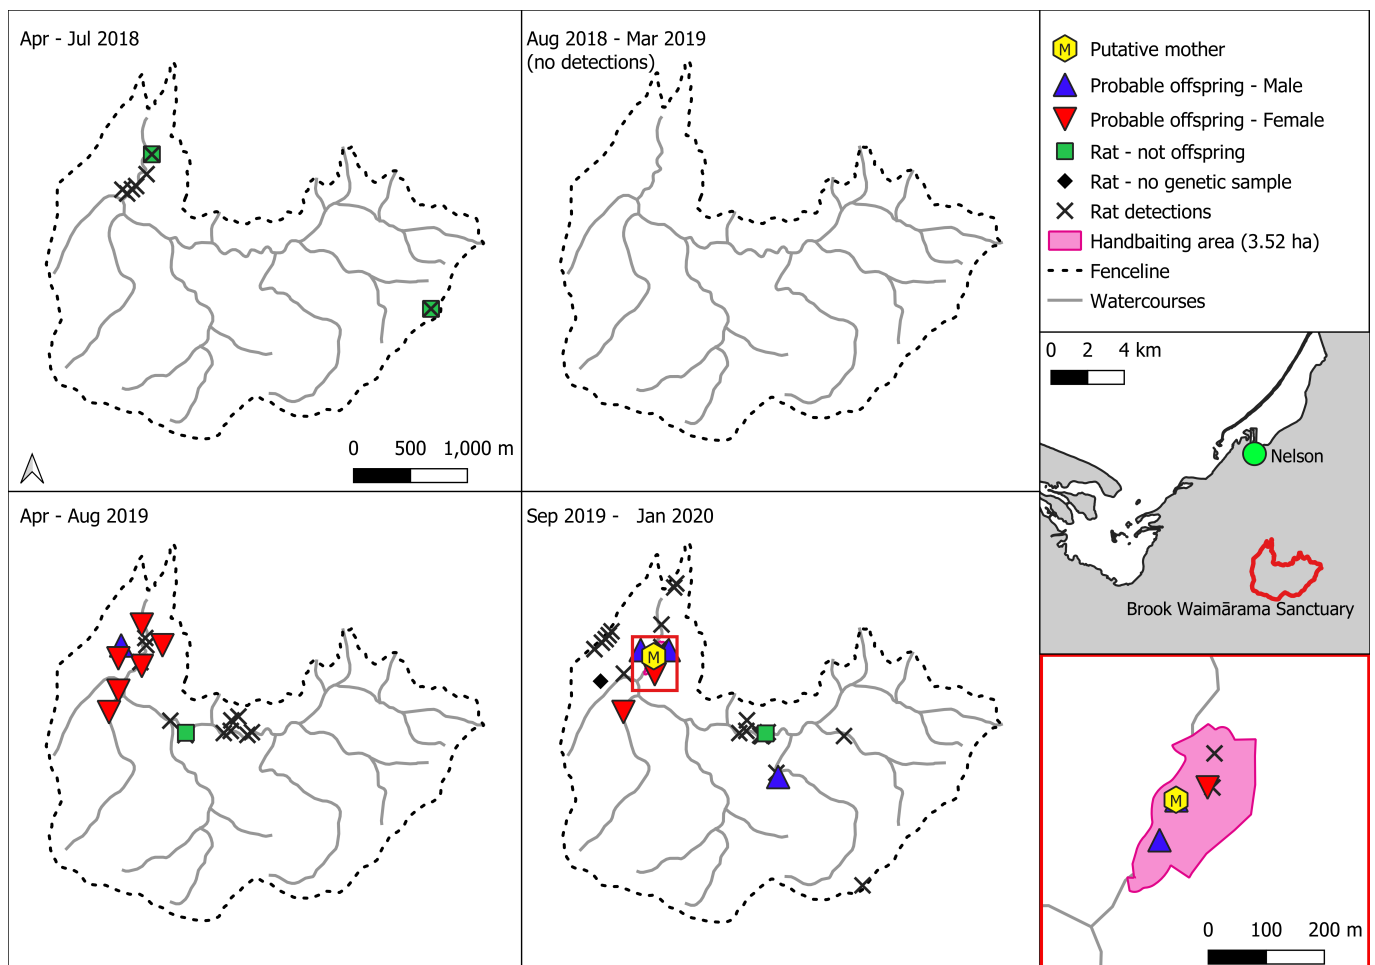 Apr - Jul 2018
0 500 1,000 m
Aug 2018 - Mar 2019
(no detections)
Apr - Aug 2019
Sep 2019 - Jan 2020
M
M
Putative mother
Probable offspring - Male
Probable offspring - Female
Rat - not offspring
Rat - no genetic sample
Rat detections
Handbaiting area (3.52 ha)
Fenceline
Watercourses
0 2 4 km
Nelson
Brook Waimārama Sanctuary
M
0 100 200 m